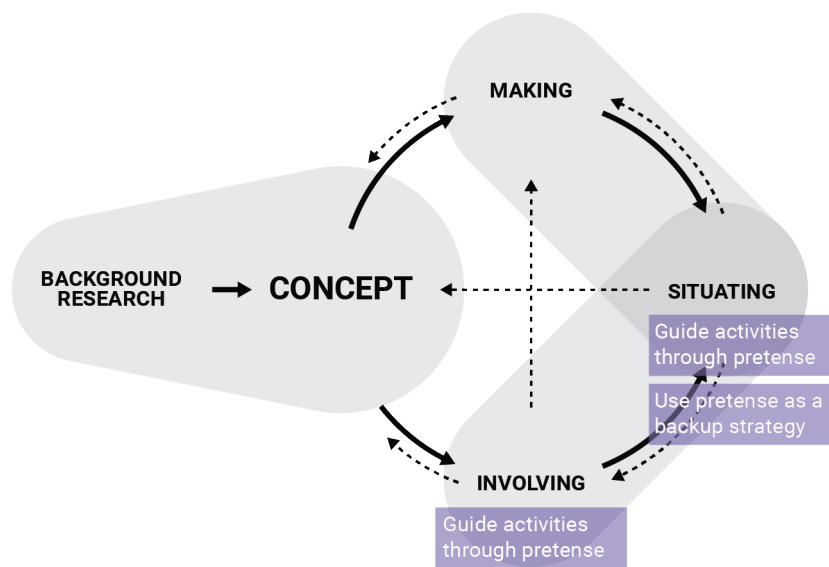 MAKING
BACKGROUND
RESEARCH
CONCEPT
SITUATING
Guide activities
through pretense
Use pretense as a
backup strategy
INVOLVING
Guide activities
through pretense